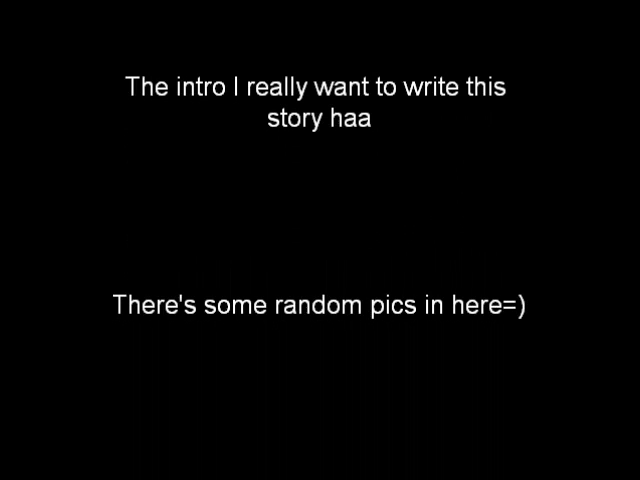 The intro I really want to write this
story haa
There's some random pics in here=)